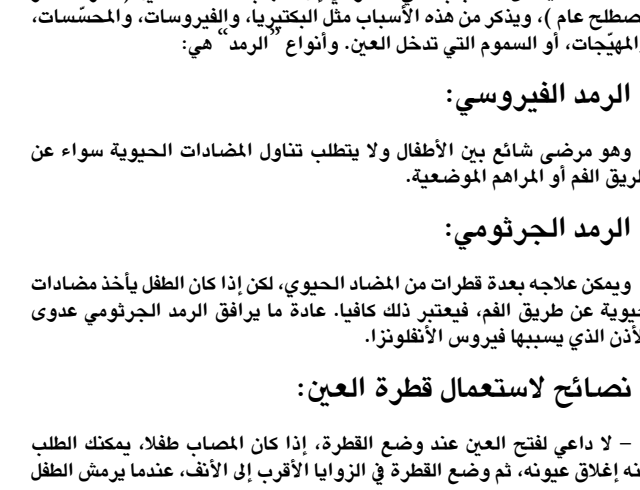 مصطلح عام )، ويذكر من هذه الأسباب مثل البكتيريا، والفيروسات، والمحسّسات،
والمهيّجات، أو السموم التي تدخل العين. وأنواع “الرمد“ هي:
الرمد الفيروسي:
وهو مرضى شائع بين الأطفال ولا يتطلب تناول المضادات الحيوية سواء عن
طريق الفم أو المراهم الموضعية.
الرمد الجرثومي:
ويمكن علاجه بعدة قطرات من المضاد الحيوي، لكن إذا كان الطفل يأخذ مضادات
حيوية عن طريق الفم، فيعتبر ذلك كافيا. عادة ما يرافق الرمد الجرثومي عدوى
الأذن الذي يسببها فيروس الأنفلونزا.
نصائح لاستعمال قطرة العين:
– لا داعي لفتح العين عند وضع القطرة، إذا كان المصاب طفلا، يمكنك الطلب
منه إغلاق عيونه، ثم وضع القطرة في الزوايا الأقرب إلى الأنف، عندما يرمش الطفل